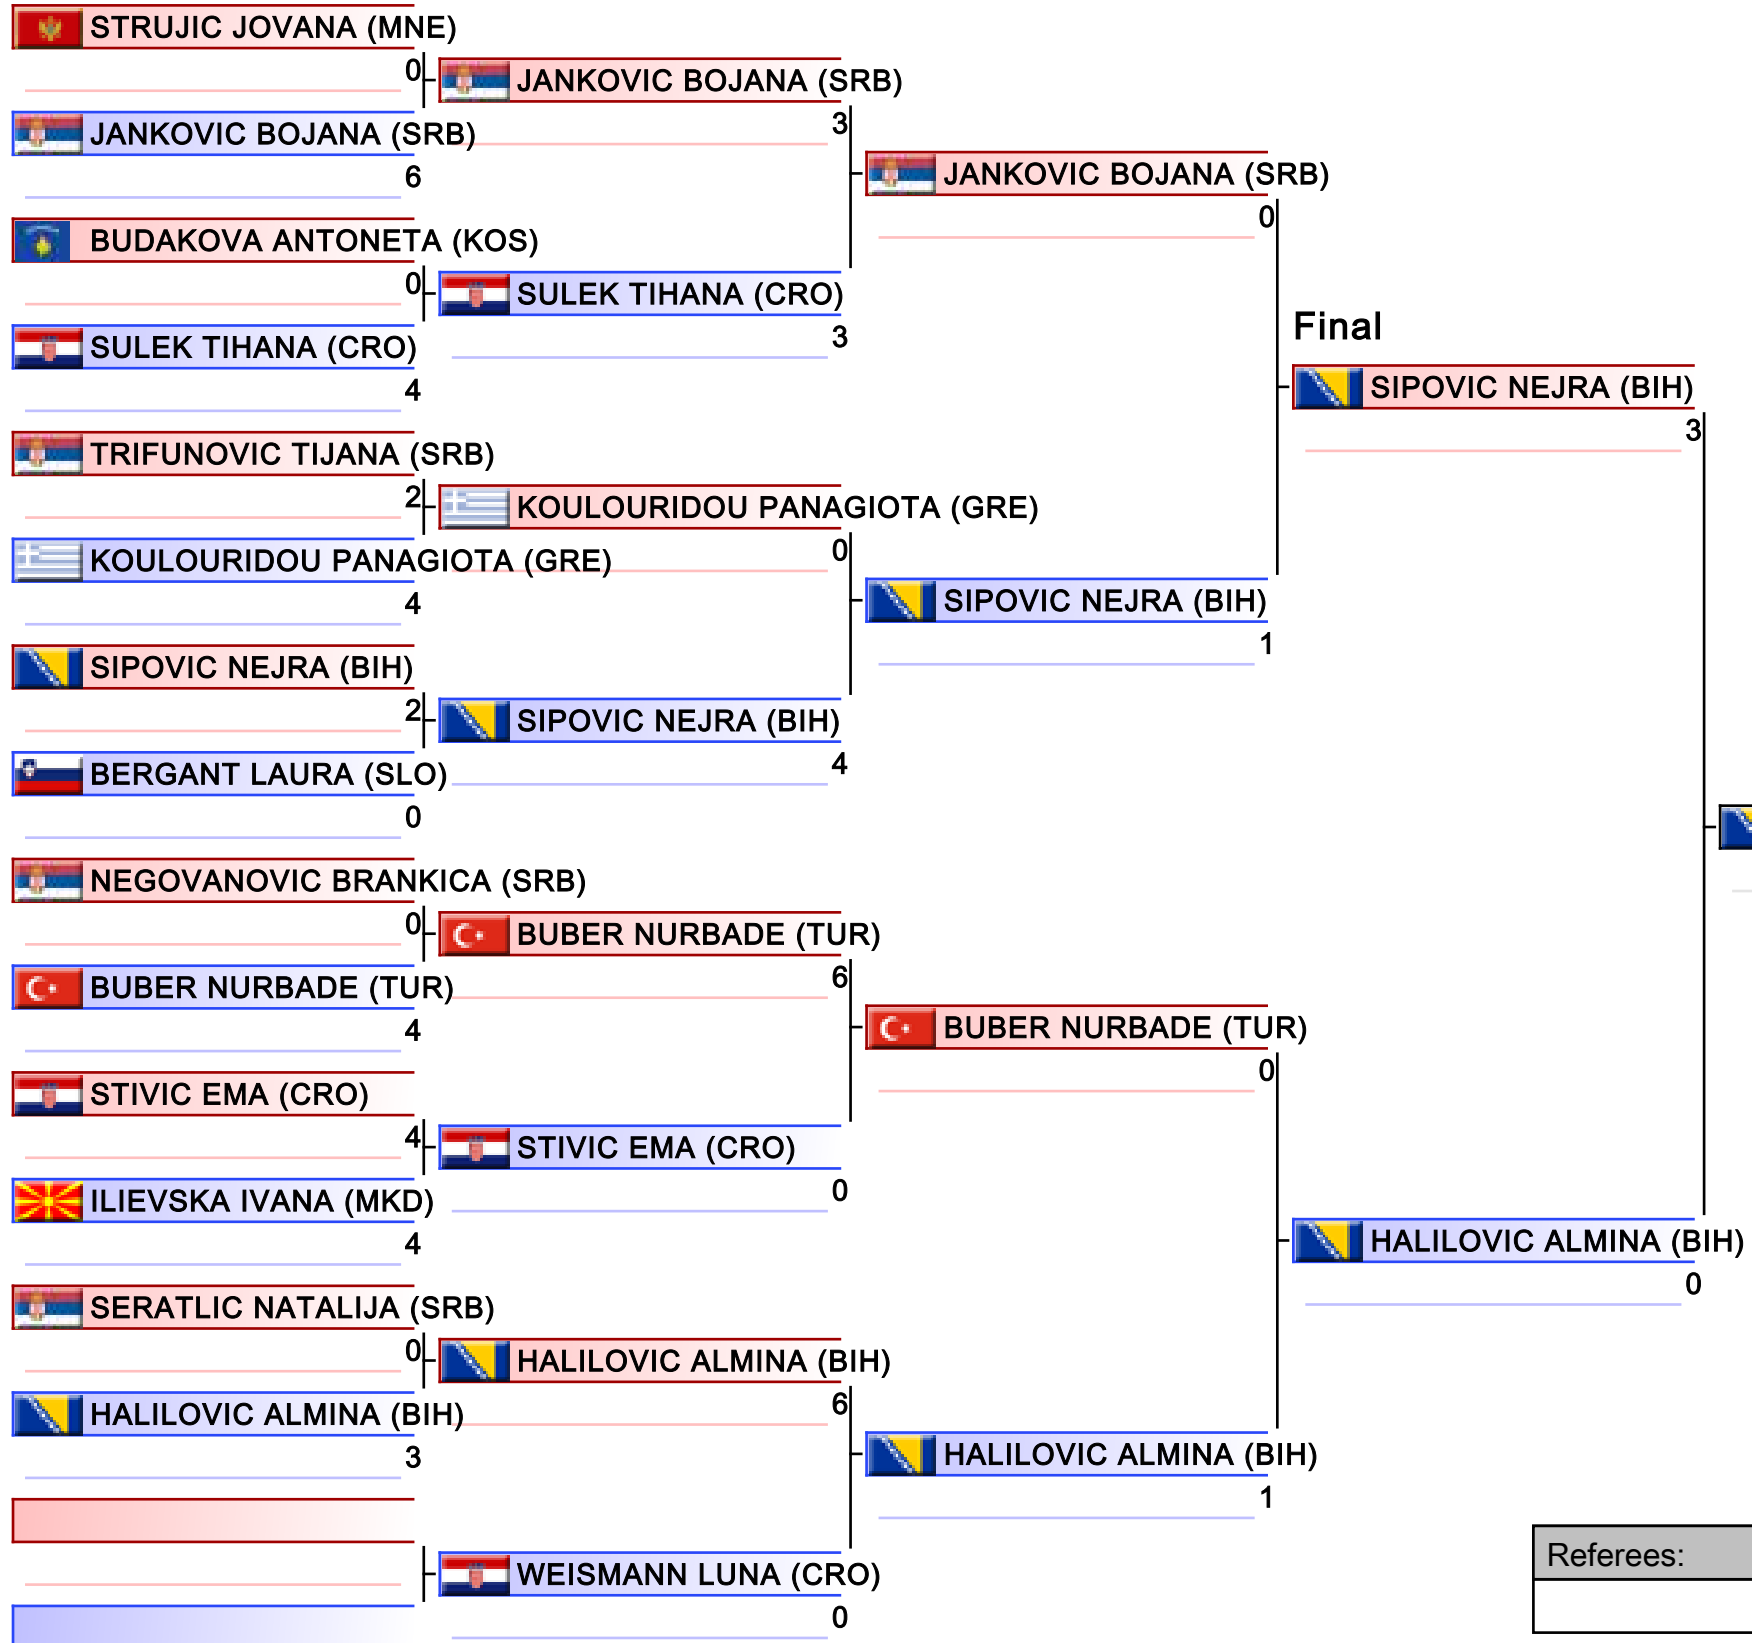 STRUJIC JOVANA (MNE)
0
JANKOVIC BOJANA (SRB)
6
BUDAKOVA ANTONETA (KOS)
0
SULEK TIHANA (CRO)
4
TRIFUNOVIC TIJANA (SRB)
2
KOULOURIDOU PANAGIOTA (GRE)
4
SIPOVIC NEJRA (BIH)
2
BERGANT LAURA (SLO)
0
NEGOVANOVIC BRANKICA (SRB)
0
BUBER NURBADE (TUR)
4
STIVIC EMA (CRO)
4
ILIEVSKA IVANA (MKD)
4
SERATLIC NATALIJA (SRB)
0
HALILOVIC ALMINA (BIH)
3
JANKOVIC BOJANA (SRB)
3
SULEK TIHANA (CRO)
3
KOULOURIDOU PANAGIOTA (GRE)
0
SIPOVIC NEJRA (BIH)
4
BUBER NURBADE (TUR)
6
STIVIC EMA (CRO)
0
HALILOVIC ALMINA (BIH)
6
WEISMANN LUNA (CRO)
0
JANKOVIC BOJANA (SRB)
0
SIPOVIC NEJRA (BIH)
1
BUBER NURBADE (TUR)
0
HALILOVIC ALMINA (BIH)
1
Final
SIPOVIC NEJRA (BIH)
3
HALILOVIC ALMINA (BIH)
0
Referees: